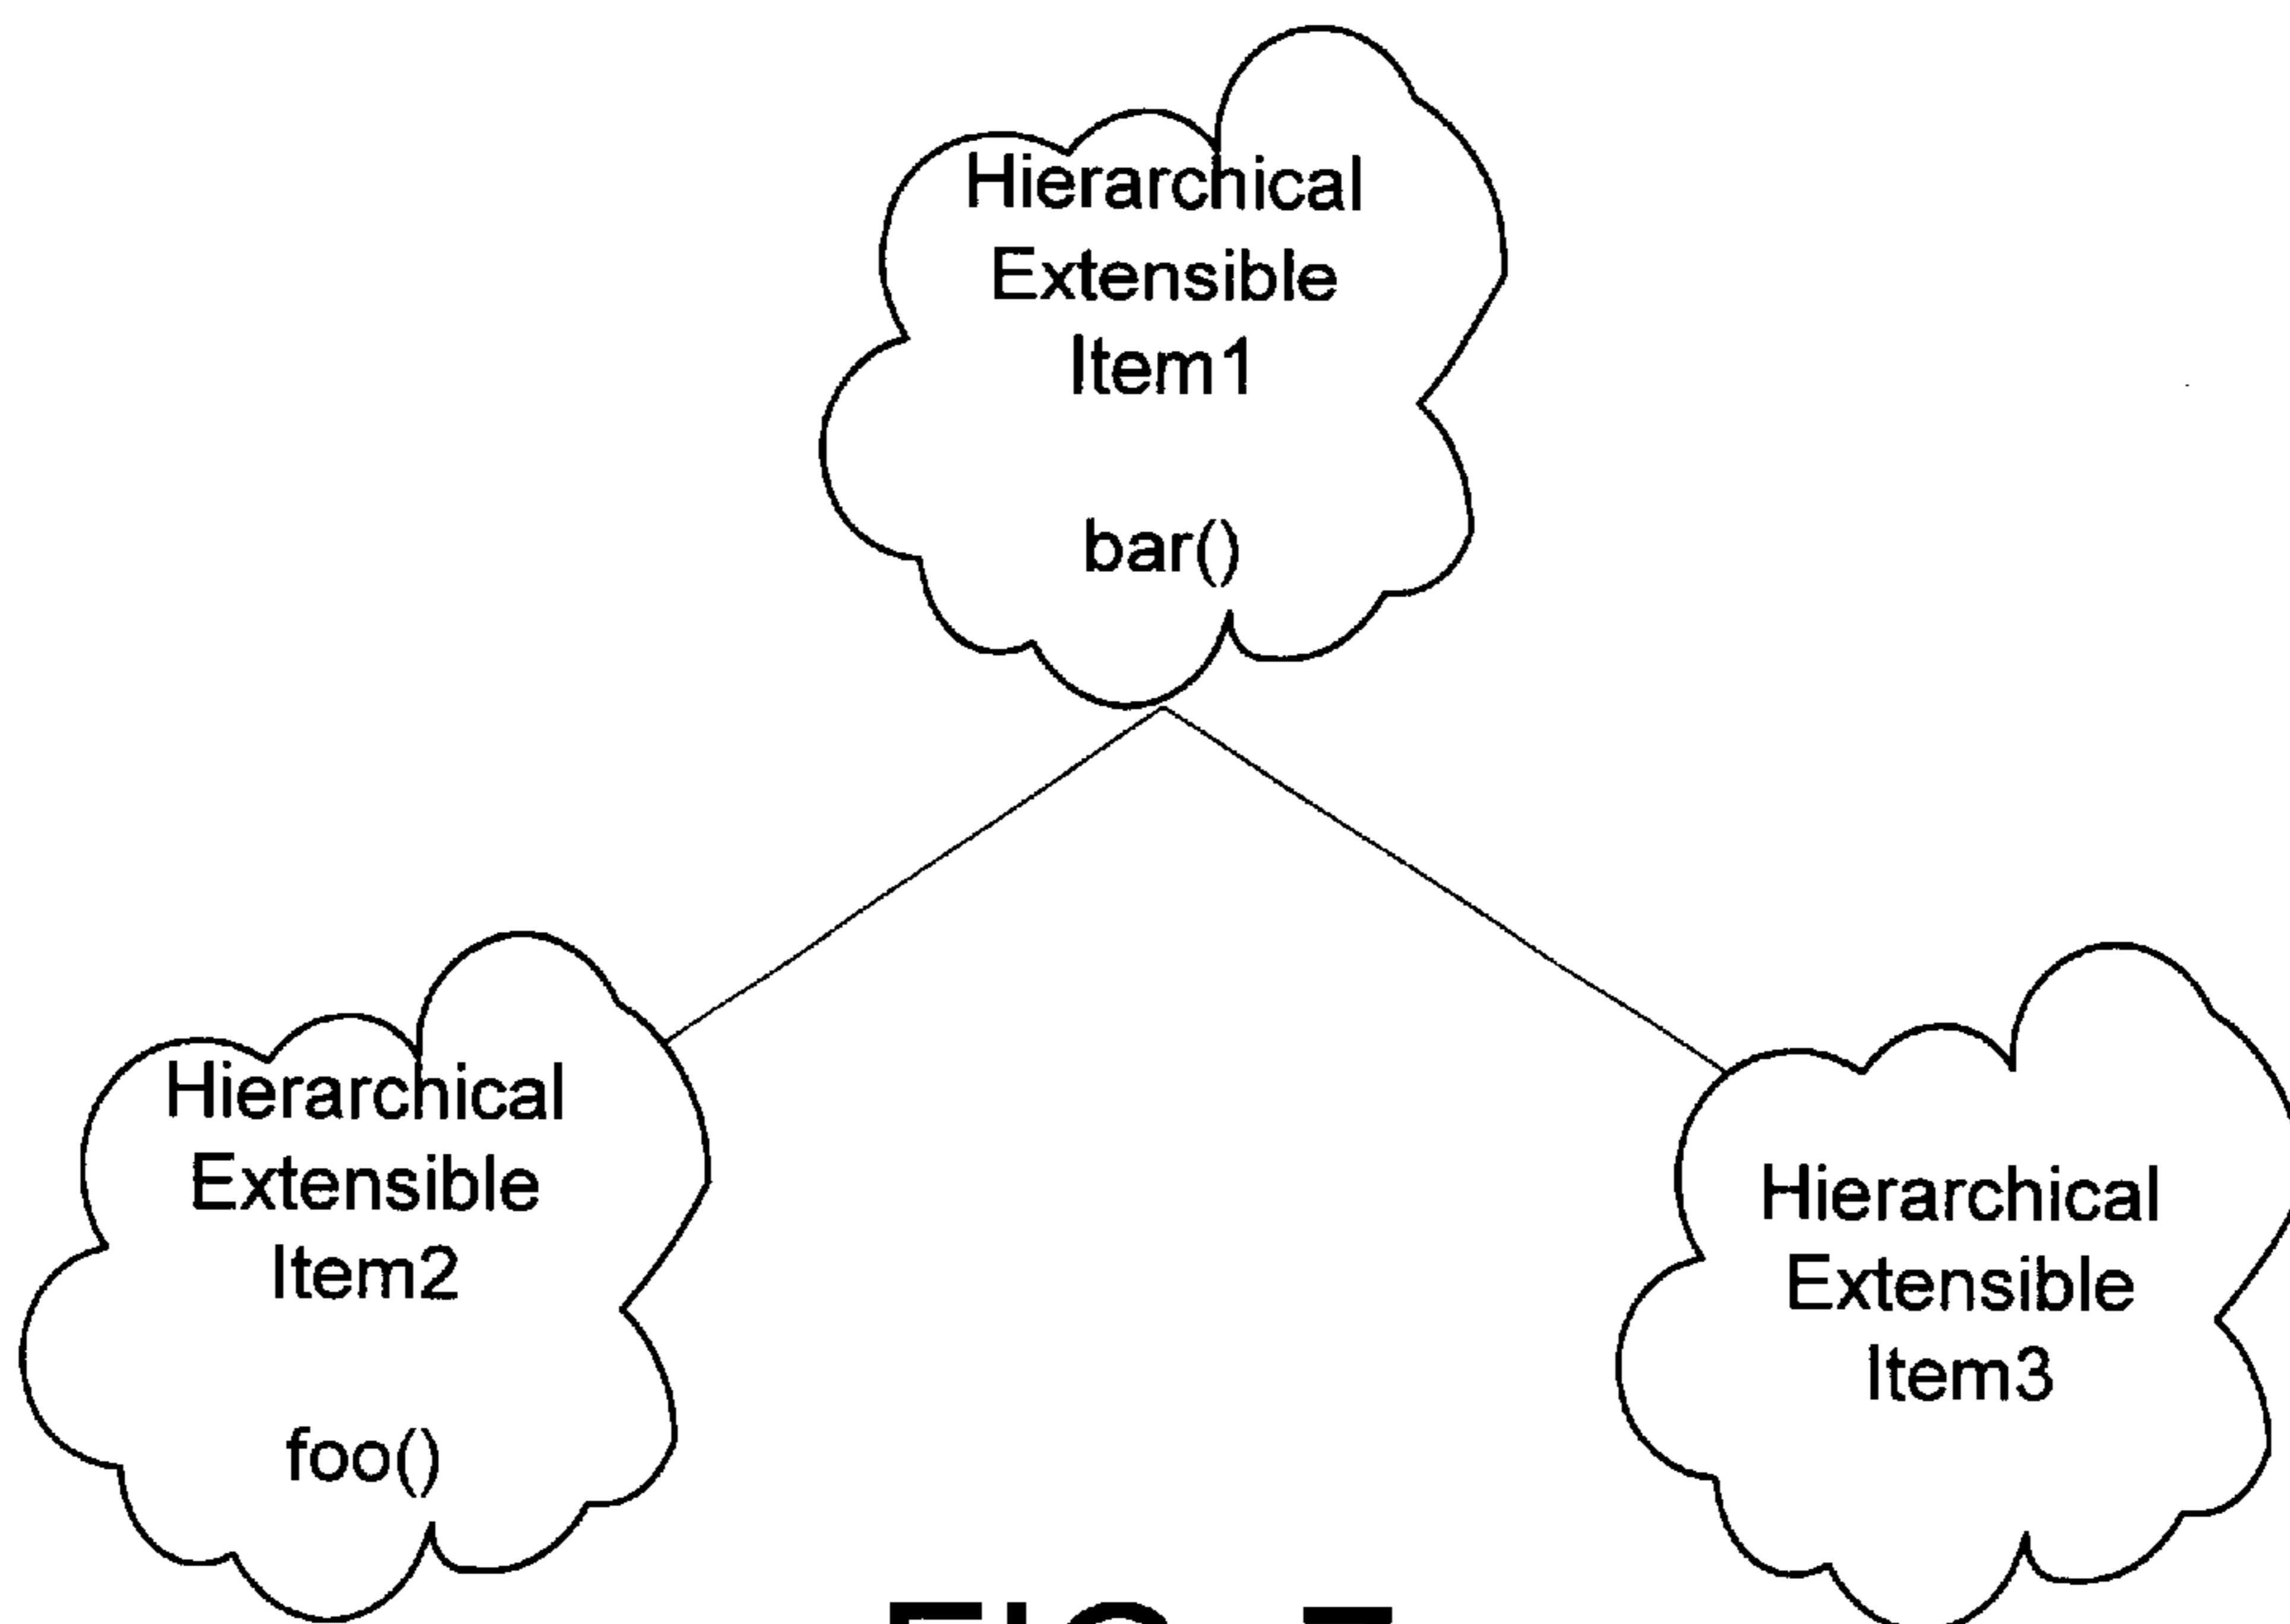 Hierarchical
Extensible
Item1
bar()
Hierarchical
Extensible
Item2
foo()
Hierarchical
Extensible
Item3